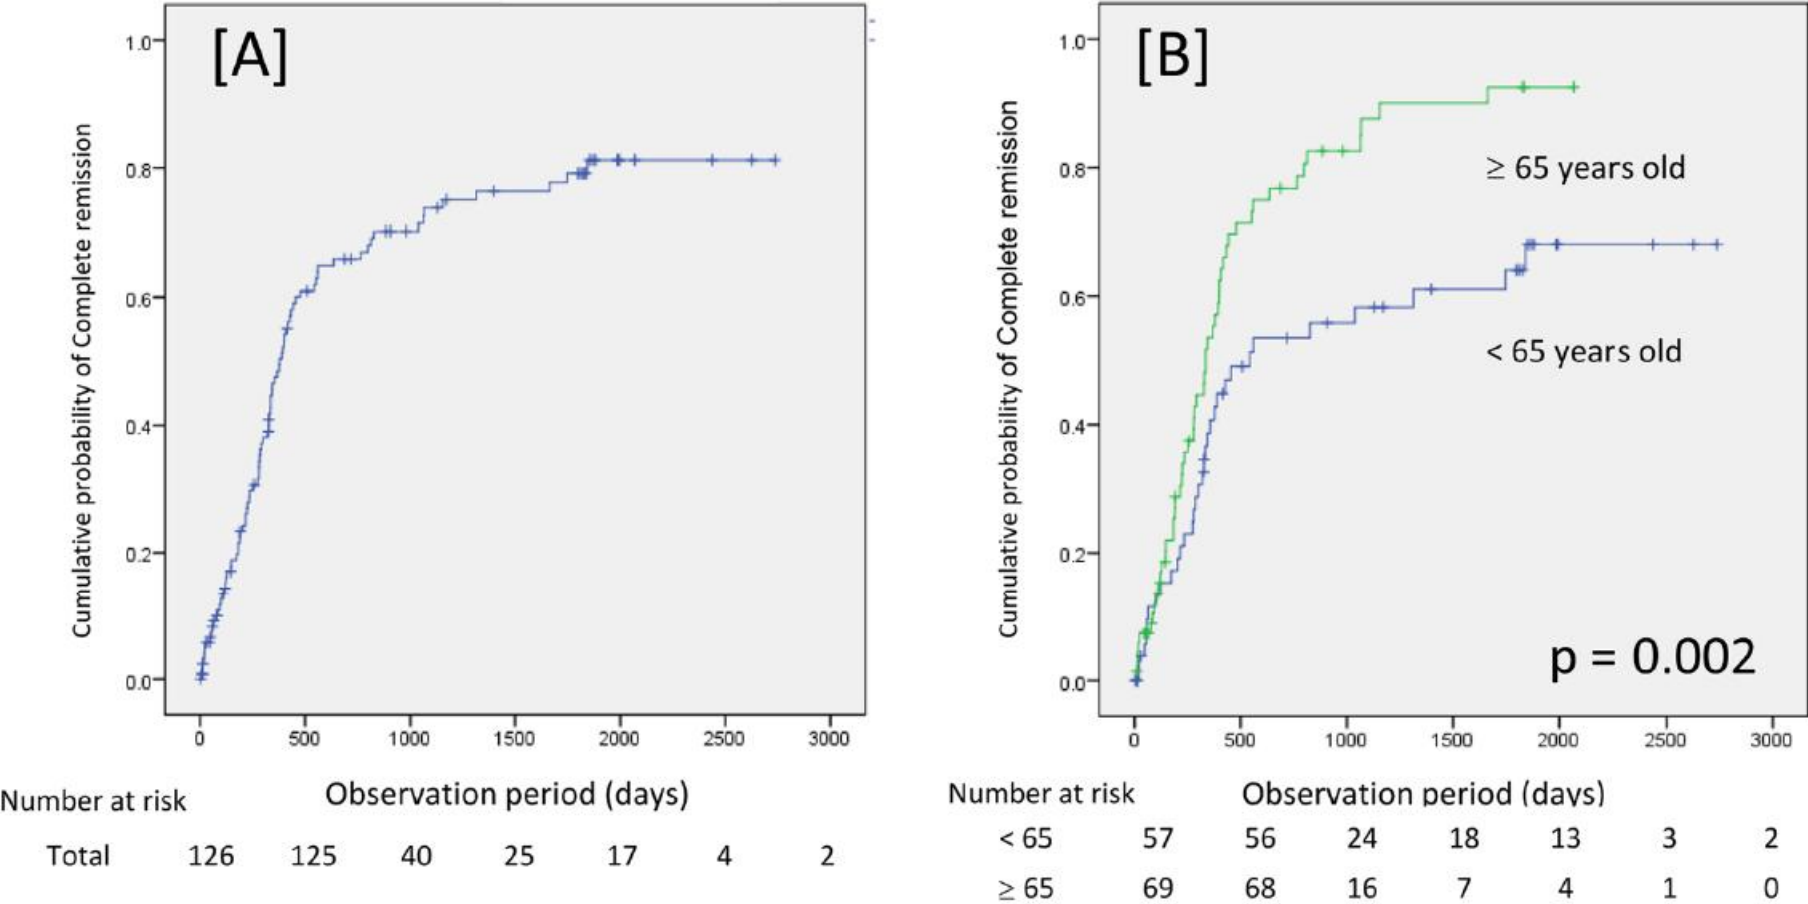 [A]
Cumulative probability of Complete remission
1.0
0.8
0.6
0.4
0.2
0.0
0 500 1000 1500 2000 2500 3000
Observation period (days)
Number at risk
Total 126 125 40 25 17 4 2
[B]
Cumulative probability of Complete remission
1.0
0.8
0.6
0.4
0.2
0.0
≥ 65 years old
< 65 years old
p = 0.002
0 500 1000 1500 2000 2500 3000
Number at risk Observation period (days)
< 65 57 56 24 18 13 3 2
≥ 65 69 68 16 7 4 1 0